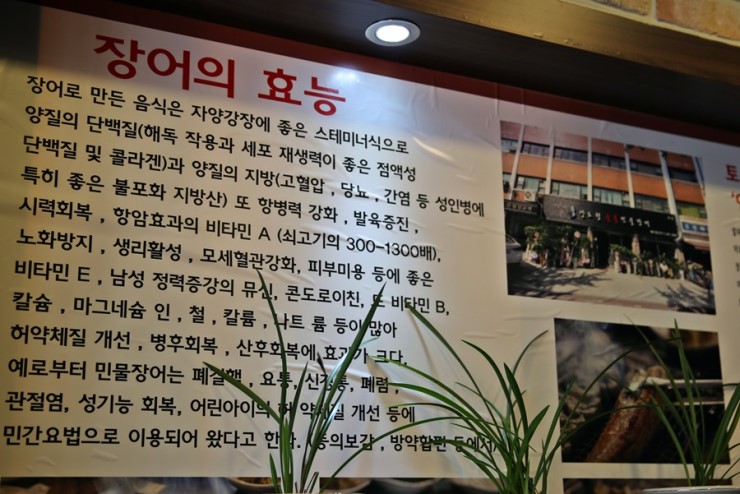 장어의 효능
장어로 만든 음식은 자양강장에 좋은 스테미너식으로
양질의 단백질(해독 작용과 세포 재생력이 좋은 점액성
단백질 및 콜라겐)과 양질의 지방(고혈압 , 당뇨 , 간염 등 성인병에
특히 좋은 불포화 지방산) 또 항병력 강화 , 발육증진 ,
시력회복 , 항암효과의 비타민 A (쇠고기의 300-1300배),
노화방지 , 생리활성 , 모세혈관강화, 피부미용 등에 좋은
비타민 E , 남성 정력증강의 뮤신, 콘도로이친, 또 비타민 B,
칼슘 , 마그네슘 인 , 철 , 칼륨 , 나트 륨 등이 많아
허약체질 개선 , 병후회복 , 산후회복에 효과가 크다.
예로부터 민물장어는 폐결핵 , 요통, 신경통, 폐렴 ,
관절염, 성기능 회복, 어린아이의 허 약체질 개선 등에
민간요법으로 이용되어 왔다고 한다. (동의보감 , 방약합편 등에서)
토